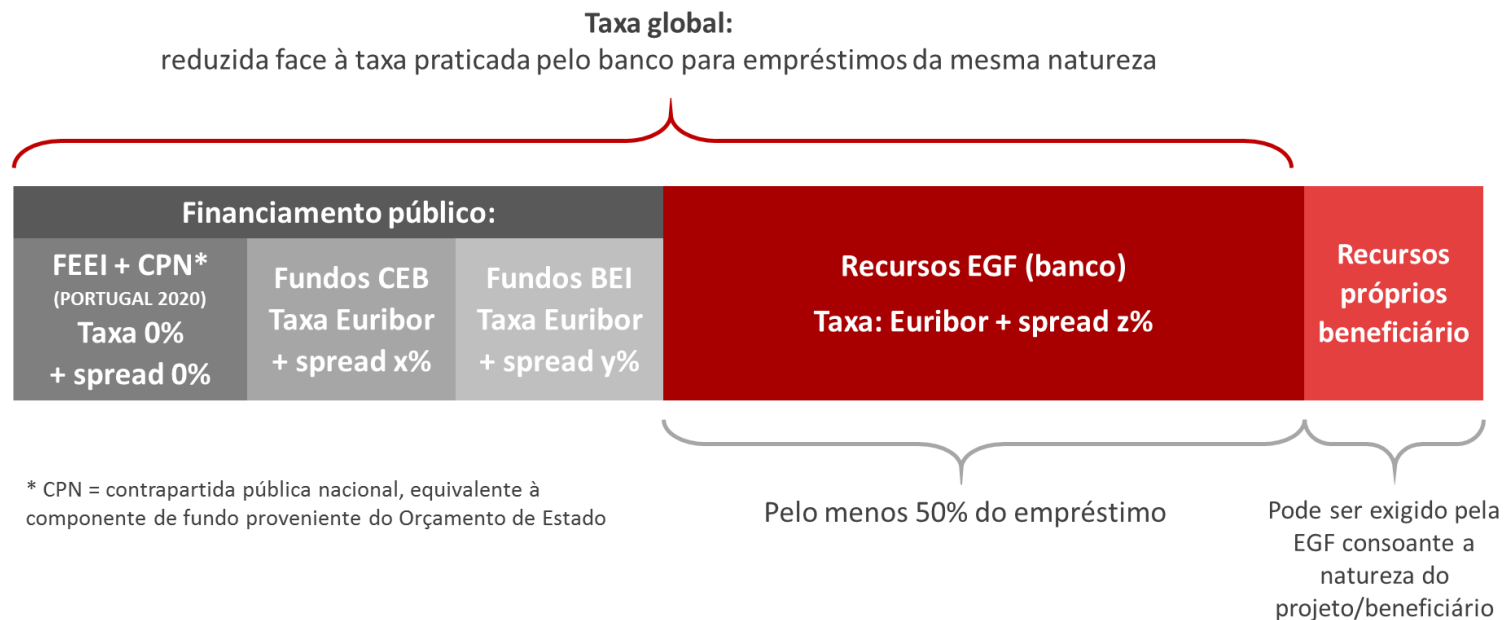 Taxa global:
reduzida face à taxa praticada pelo banco para empréstimos da mesma natureza
Financiamento público:
FEEI + CPN*
(PORTUGAL 2020)
Taxa 0%
+ spread 0%
Fundos CEB
Taxa Euribor
+ spread x%
Fundos BEI
Taxa Euribor
+ spread y%
Recursos EGF (banco)
Taxa: Euribor + spread z%
Recursos
próprios
beneficiário
* CPN = contrapartida pública nacional, equivalente à
componente de fundo proveniente do Orçamento de Estado
Pelo menos 50% do empréstimo
Pode ser exigido pela
EGF consoante a
natureza do
projeto/beneficiário